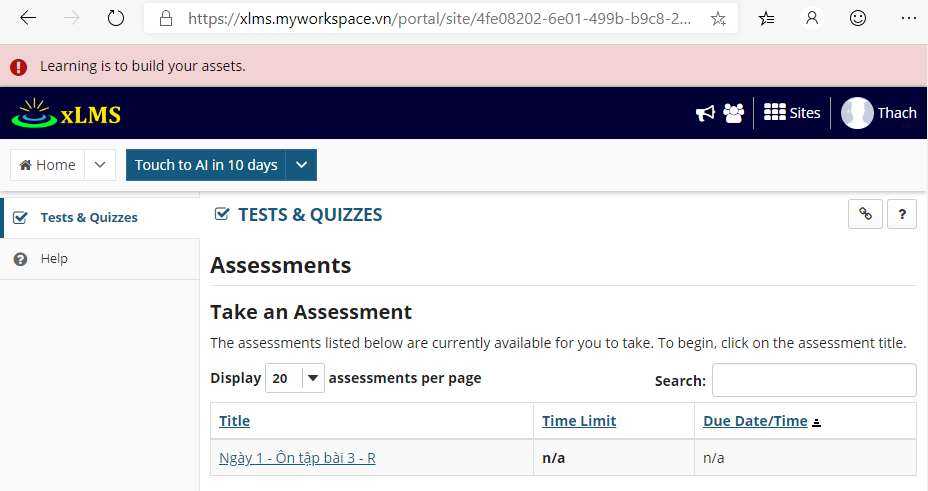 https://xlms.myworkspace.vn/portal/site/4fe08202-6e01-499b-b9c8-2...
Learning is to build your assets.
xLMS
Sites
Thach
Home
Touch to AI in 10 days
Tests & Quizzes
Help
TESTS & QUIZZES
?
Assessments
Take an Assessment
The assessments listed below are currently available for you to take. To begin, click on the assessment title.
Display 20 assessments per page
Search:
Title Time Limit Due Date/Time
Ngày 1 - Ôn tập bài 3 - R n/a n/a